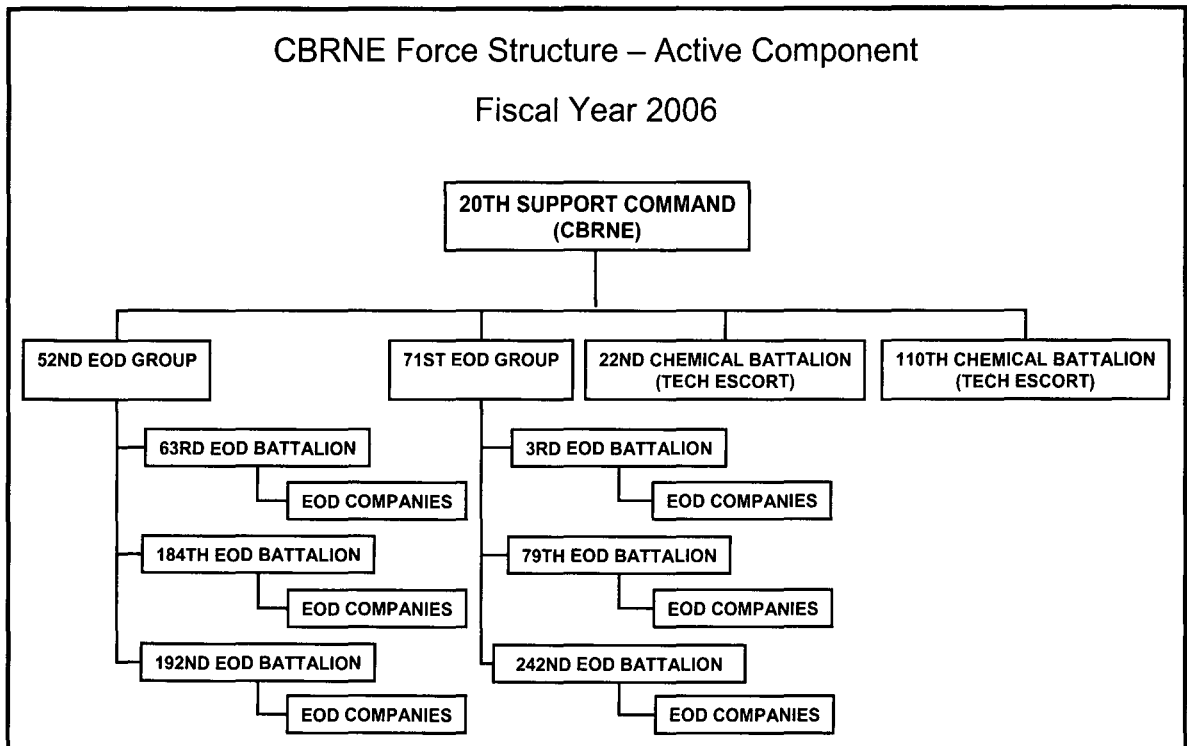 CBRNE Force Structure – Active Component
Fiscal Year 2006
20TH SUPPORT COMMAND
(CBRNE)
52ND EOD GROUP
71ST EOD GROUP
22ND CHEMICAL BATTALION
(TECH ESCORT)
110TH CHEMICAL BATTALION
(TECH ESCORT)
63RD EOD BATTALION
EOD COMPANIES
184TH EOD BATTALION
EOD COMPANIES
192ND EOD BATTALION
EOD COMPANIES
3RD EOD BATTALION
EOD COMPANIES
79TH EOD BATTALION
EOD COMPANIES
242ND EOD BATTALION
EOD COMPANIES